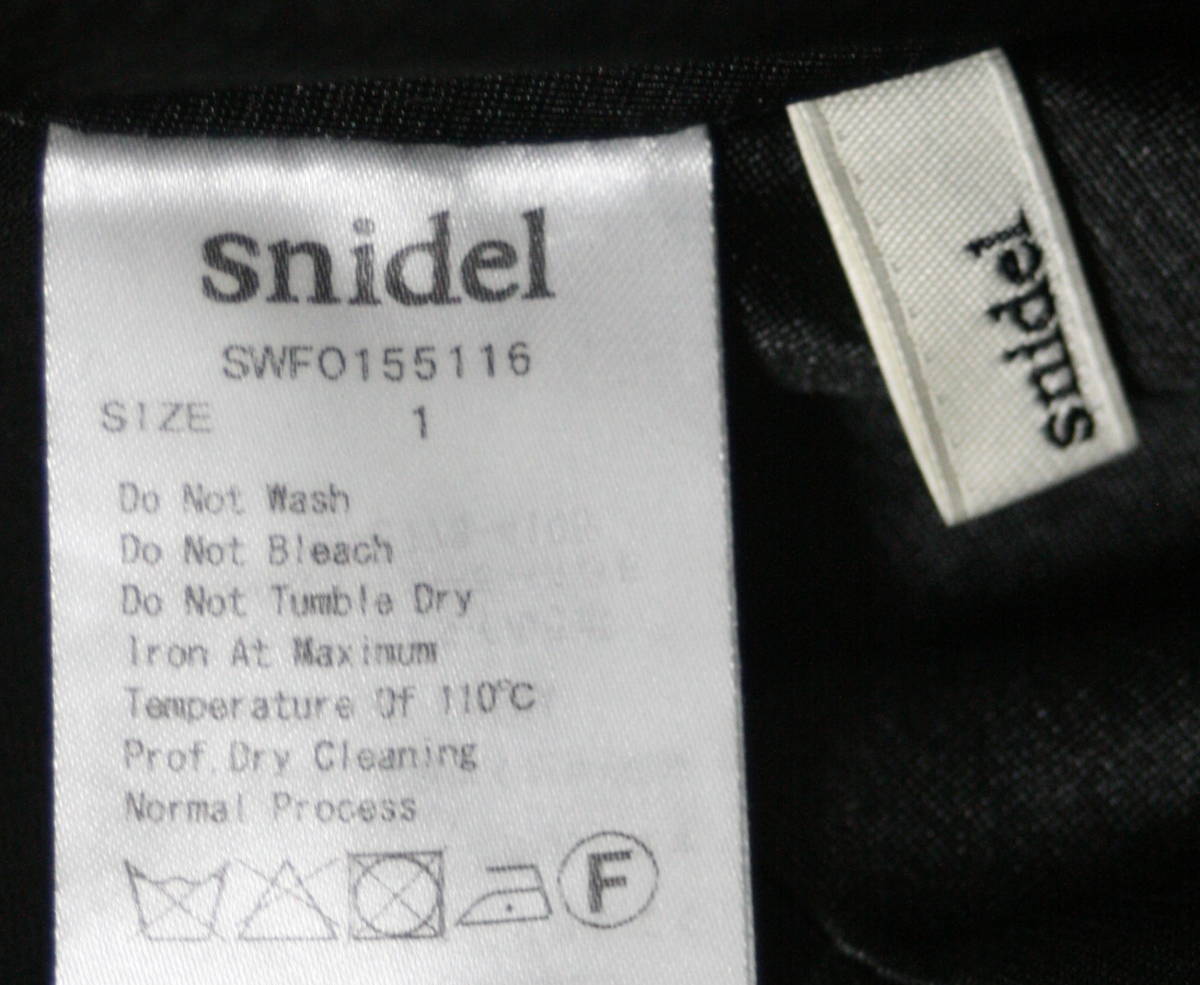 snidel
SWFO155116
SIZE 1
Do Not Wash
Do Not Bleach
Do Not Tumble Dry
Iron At Maximum
Temperature Of 110℃
Prof.Dry Cleaning
Normal Process
F
snidel